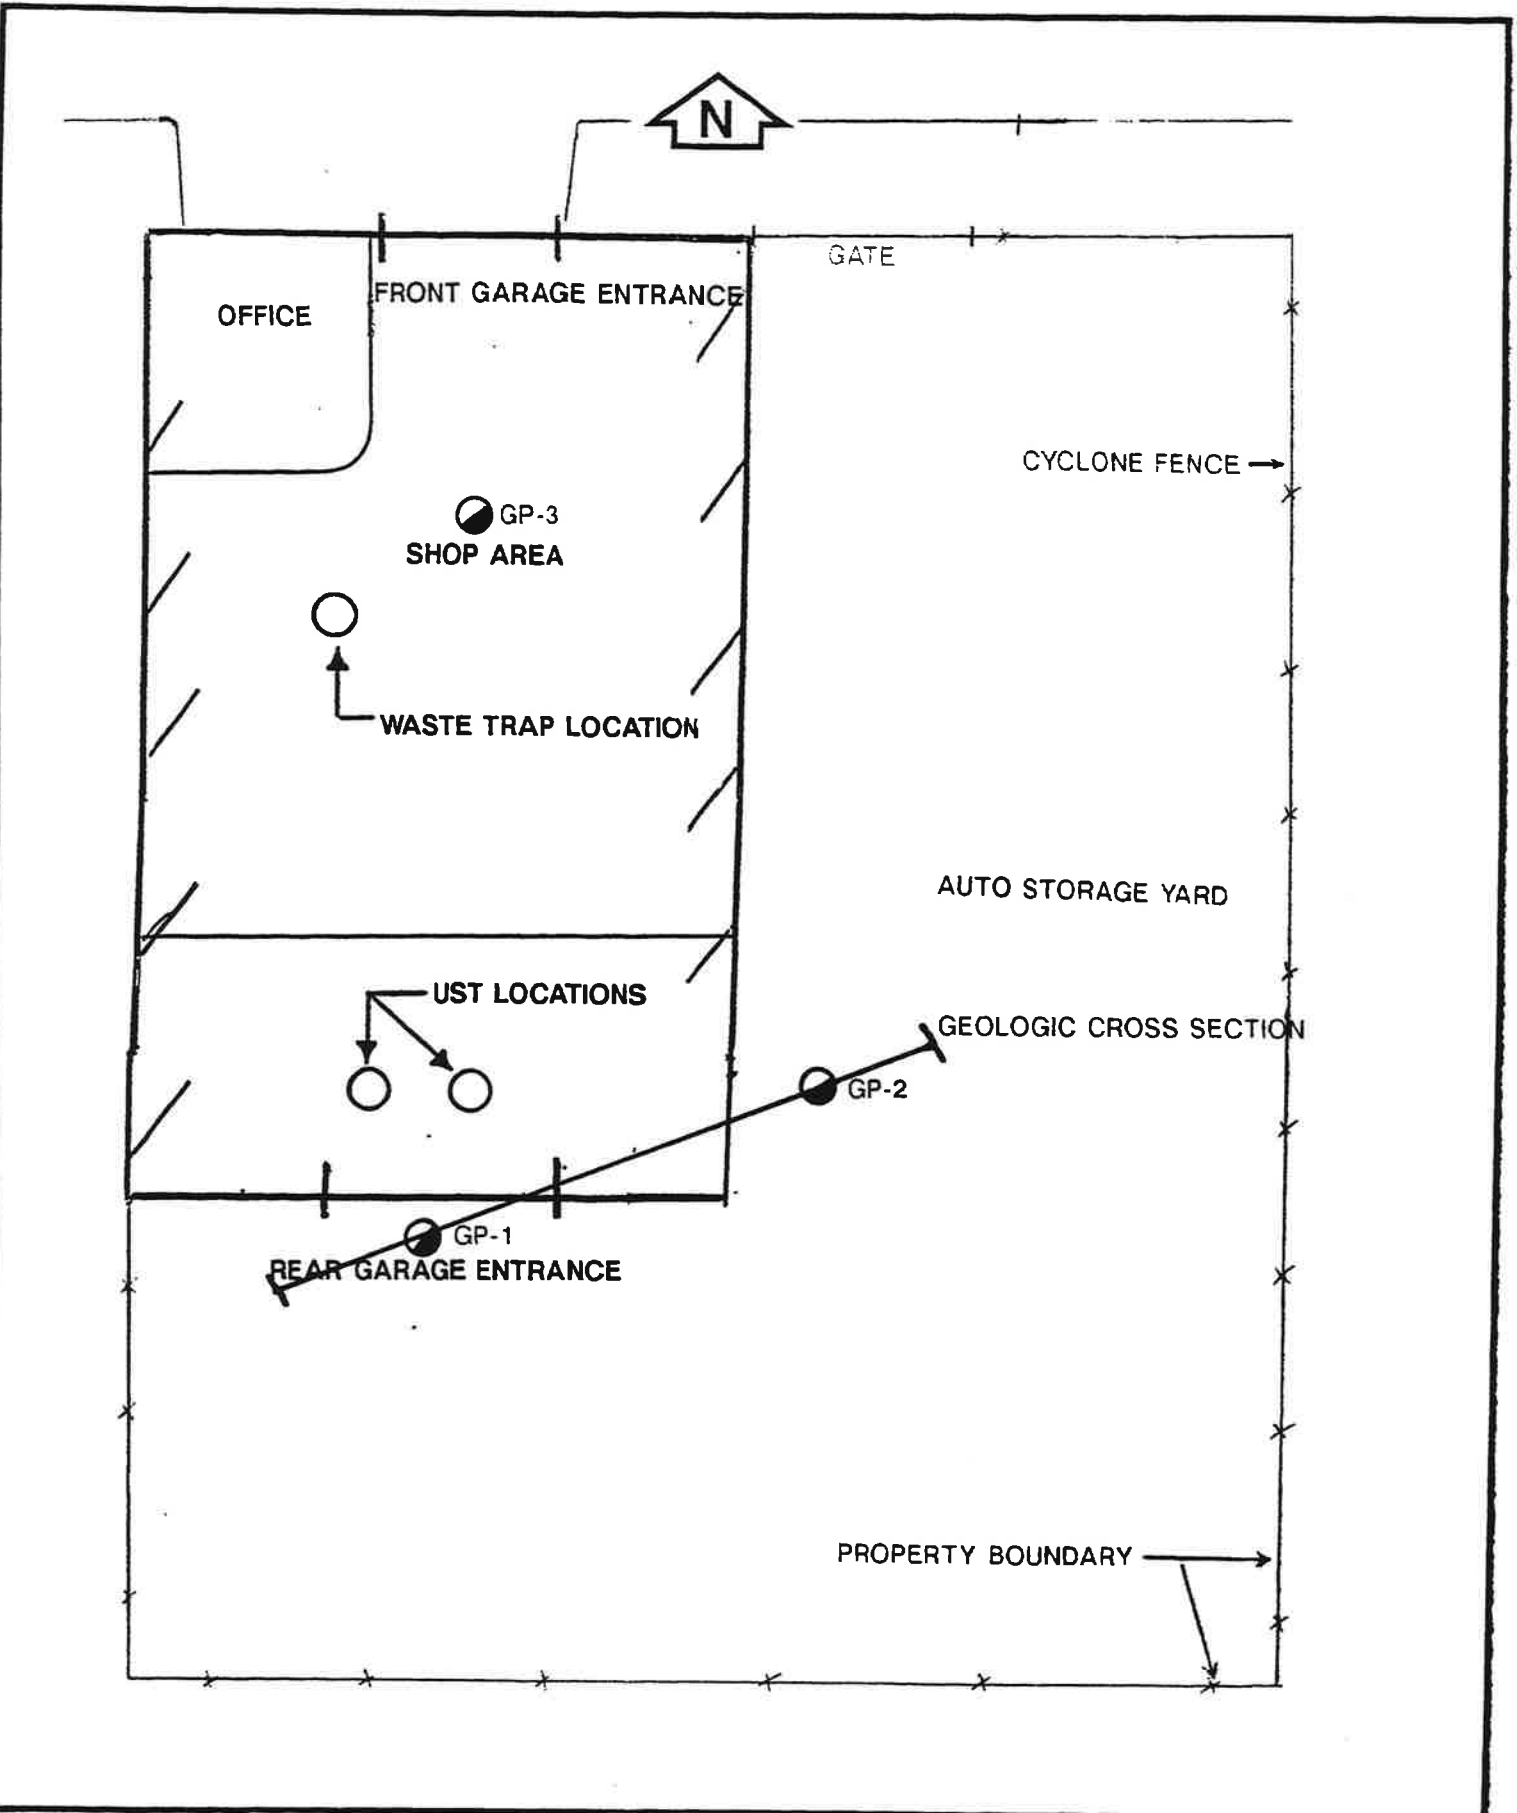 N
GATE
FRONT GARAGE ENTRANCE
OFFICE
CYCLONE FENCE
GP-3
SHOP AREA
WASTE TRAP LOCATION
AUTO STORAGE YARD
UST LOCATIONS
GEOLOGIC CROSS SECTION
GP-2
GP-1
REAR GARAGE ENTRANCE
PROPERTY BOUNDARY